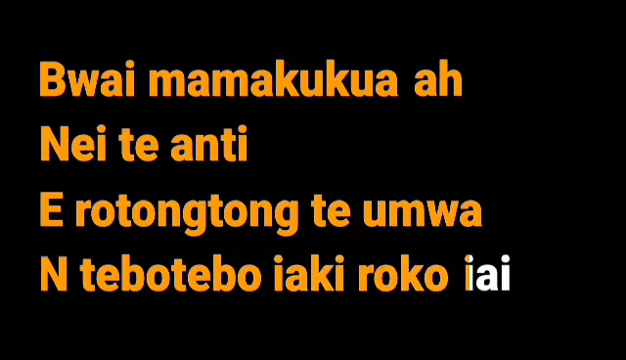 Bwai mamakukua ah
Nei te anti
E rotongtong te umwa
N tebotebo iaki roko iai